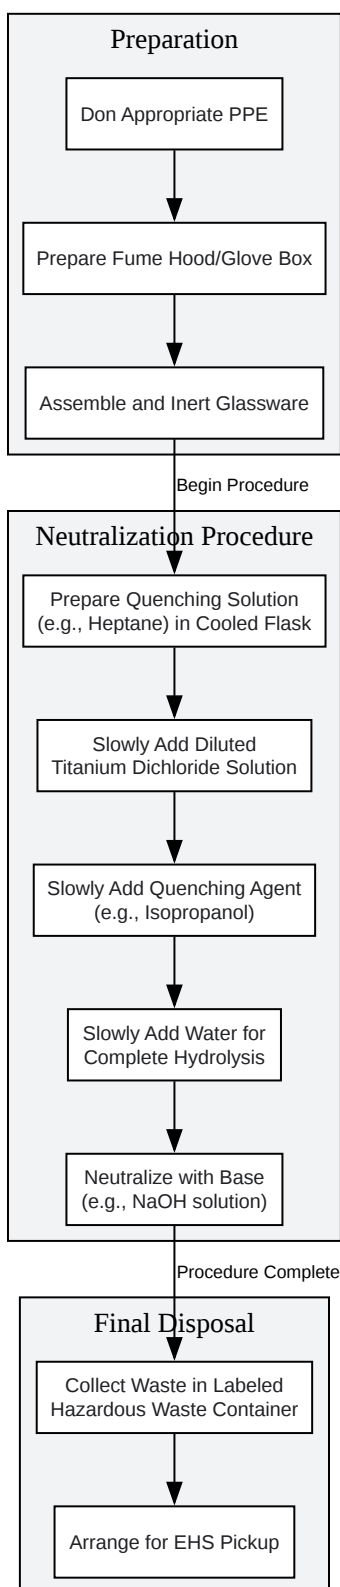 Preparation
Don Appropriate PPE
Prepare Fume Hood/Glove Box
Assemble and Inert Glassware
Begin Procedure
Neutralization Procedure
Prepare Quenching Solution
(e.g., Heptane) in Cooled Flask
Slowly Add Diluted
Titanium Dichloride Solution
Slowly Add Quenching Agent
(e.g., Isopropanol)
Slowly Add Water for
Complete Hydrolysis
Neutralize with Base
(e.g., NaOH solution)
Procedure Complete
Final Disposal
Collect Waste in Labeled
Hazardous Waste Container
Arrange for EHS Pickup